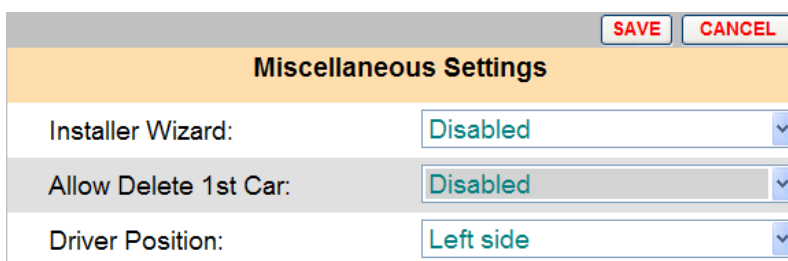 SAVE CANCEL
Miscellaneous Settings
Installer Wizard: Disabled
Allow Delete 1st Car: Disabled
Driver Position: Left side